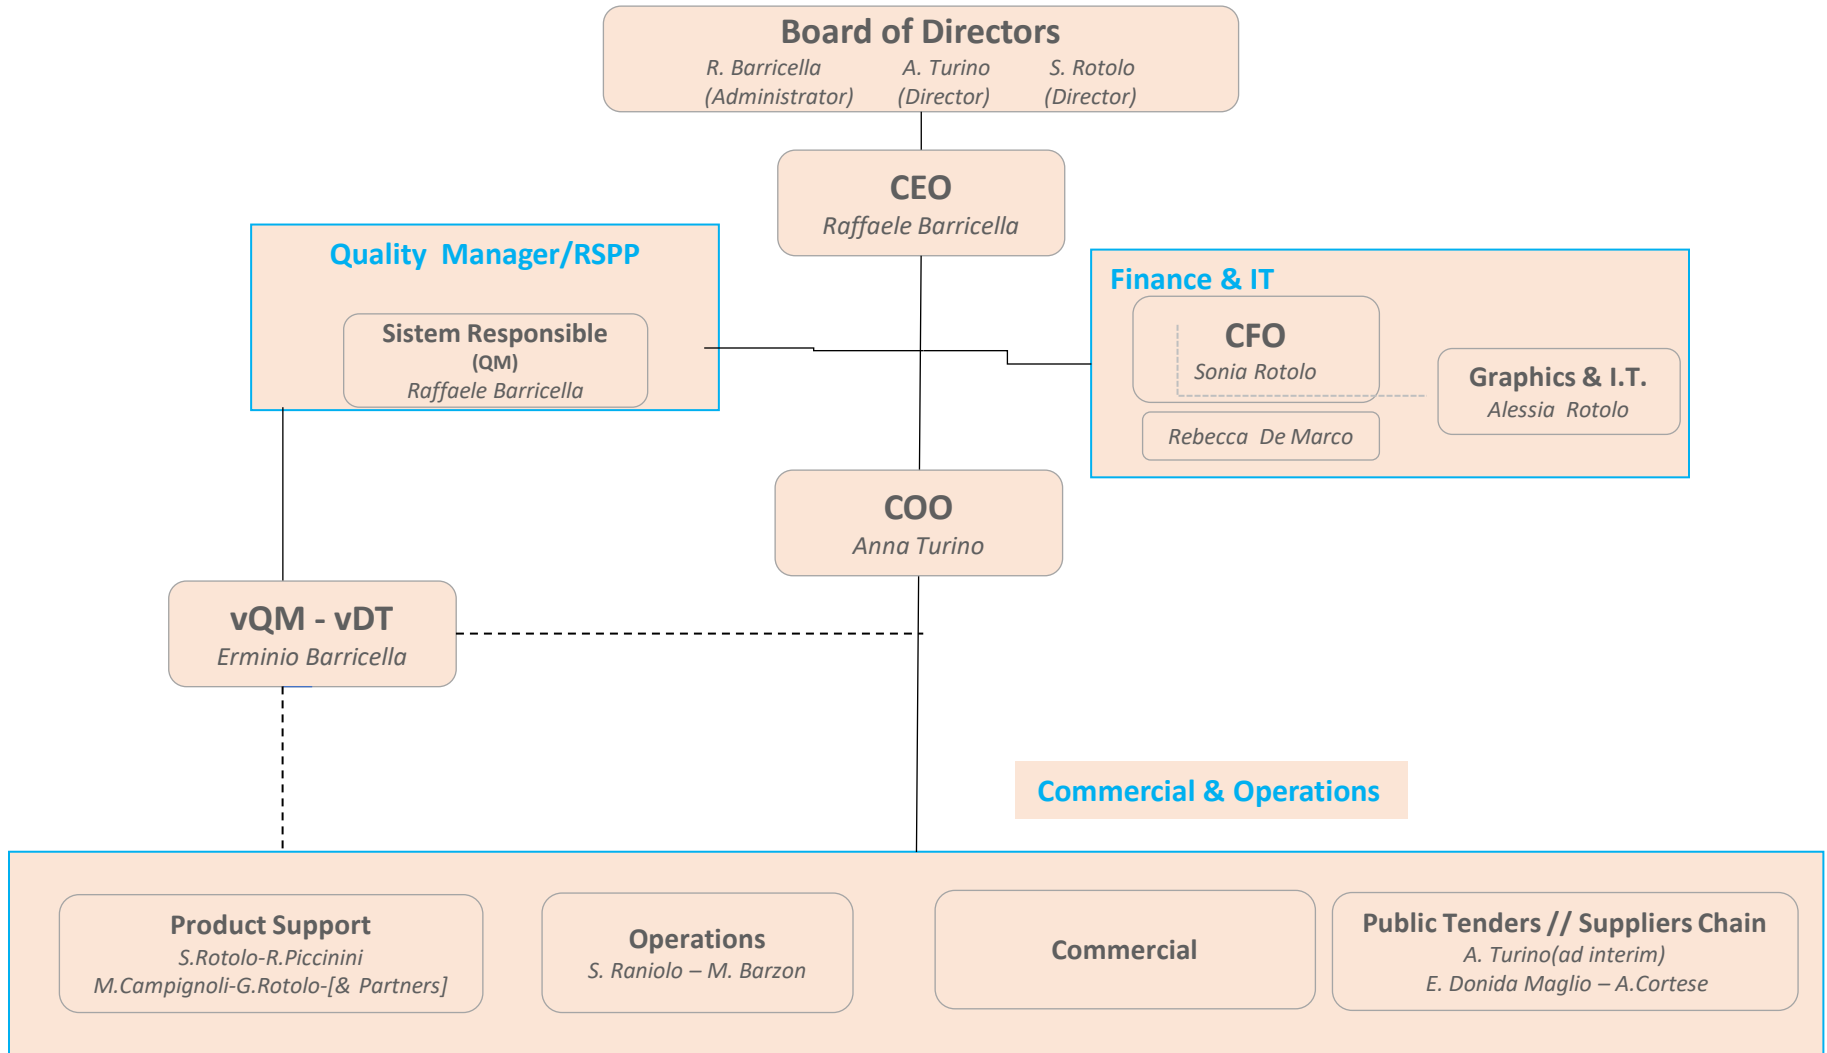 Board of Directors
R. Barricella A. Turino S. Rotolo
(Administrator) (Director) (Director)
CEO
Raffaele Barricella
Quality Manager/RSPP
Sistem Responsible
(QM)
Raffaele Barricella
Finance & IT
CFO
Sonia Rotolo
Rebecca De Marco
Graphics & I.T.
Alessia Rotolo
COO
Anna Turino
vQM - vDT
Erminio Barricella
Commercial & Operations
Product Support
S.Rotolo-R.Piccinini
M.Campignoli-G.Rotolo-[& Partners]
Operations
S. Raniolo – M. Barzon
Commercial
Public Tenders // Suppliers Chain
A. Turino(ad interim)
E. Donida Maglio – A.Cortese